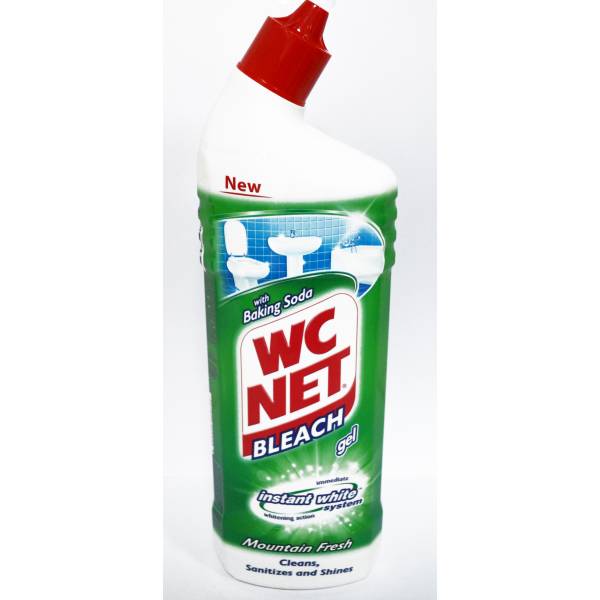 New
with
Baking Soda
WC
NET®
BLEACH
gel
immediate
instant white™
system
whitening action
Mountain Fresh
Cleans,
Sanitizes and Shines